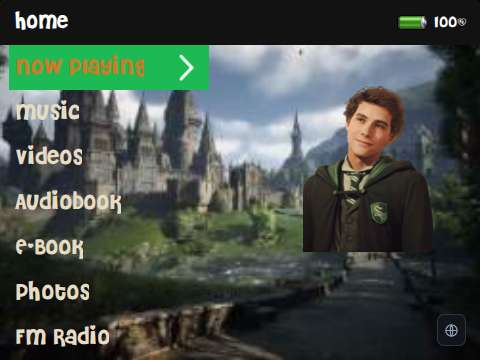 Home
100%
Now Playing
Music
Videos
Audiobook
E-Book
Photos
FM Radio